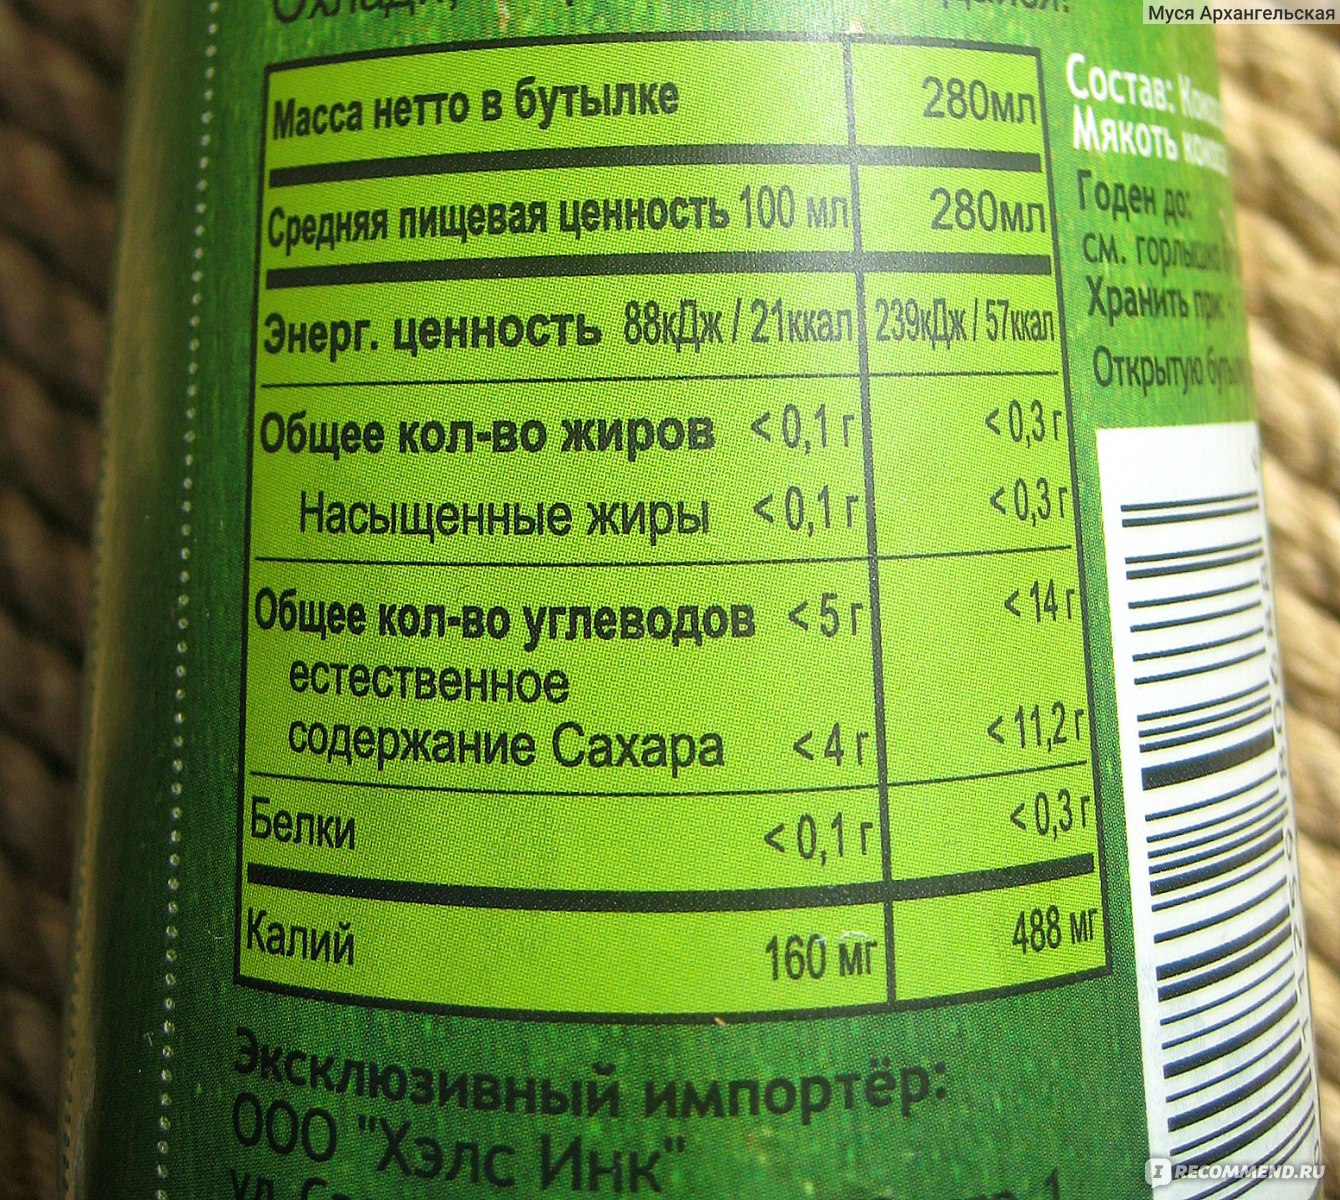 Муся Архангельская
Масса нетто в бутылке 280мл
Средняя пищевая ценность 100 мл 280мл
Энерг. ценность 88кДж / 21ккал 239кДж / 57ккал
Общее кол-во жиров < 0,1 г < 0,3 г
Насыщенные жиры < 0,1 г < 0,3 г
Общее кол-во углеводов < 5 г < 14 г
естественное
содержание Сахара < 4 г < 11,2 г
Белки < 0,1 г < 0,3 г
Калий 160 мг 488 мг
Эксклюзивный импортёр:
ООО "Хэлс Инк"
ул.
Состав:
Мякоть
Годен до:
см.
Хранить
Открытую
IRECOMMEND.RU